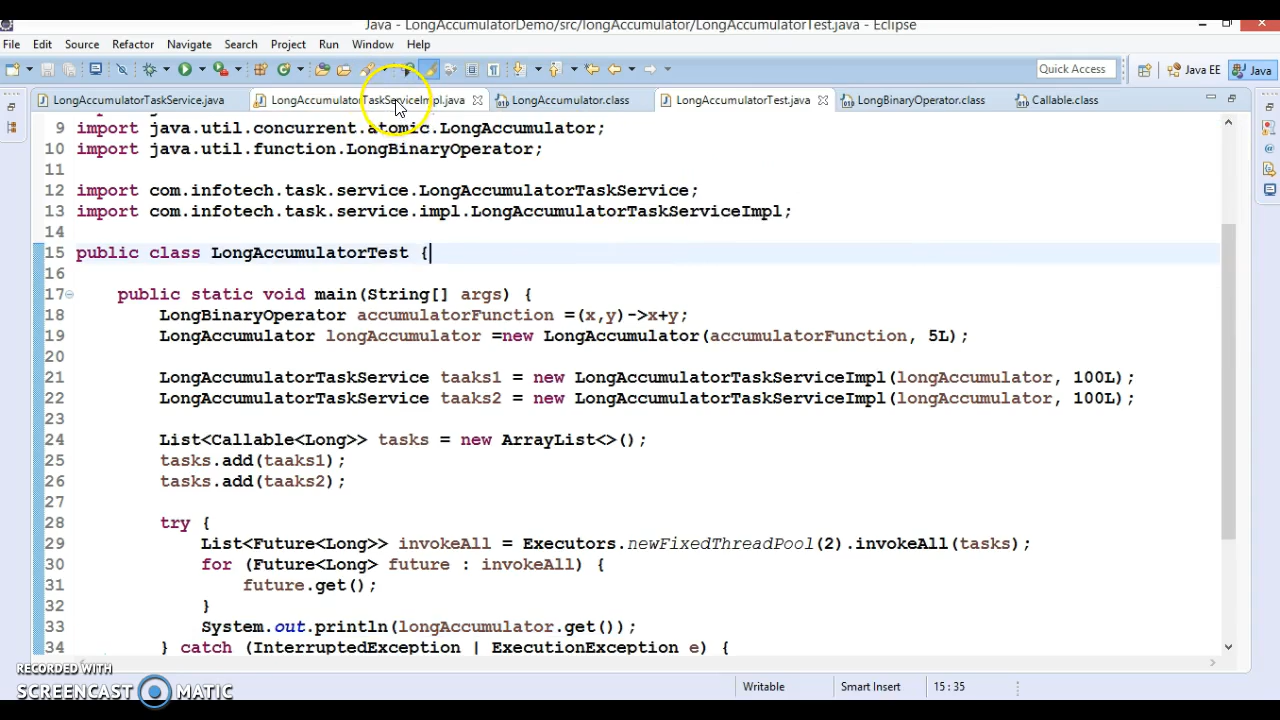 Java - LongAccumulatorDemo/src/longAccumulator/LongAccumulatorTest.java - Eclipse
File Edit Source Refactor Navigate Search Project Run Window Help
Quick Access Java EE Java
LongAccumulatorTaskService.java LongAccumulatorTaskServiceImpl.java LongAccumulator.class LongAccumulatorTest.java LongBinaryOperator.class Callable.class
9 import java.util.concurrent.atomic.LongAccumulator;
10 import java.util.function.LongBinaryOperator;
11
12 import com.infotech.task.service.LongAccumulatorTaskService;
13 import com.infotech.task.service.impl.LongAccumulatorTaskServiceImpl;
14
15 public class LongAccumulatorTest {
16
17 public static void main(String[] args) {
18 LongBinaryOperator accumulatorFunction =(x,y)->x+y;
19 LongAccumulator longAccumulator =new LongAccumulator(accumulatorFunction, 5L);
20
21 LongAccumulatorTaskService taaks1 = new LongAccumulatorTaskServiceImpl(longAccumulator, 100L);
22 LongAccumulatorTaskService taaks2 = new LongAccumulatorTaskServiceImpl(longAccumulator, 100L);
23
24 List<Callable<Long>> tasks = new ArrayList<>();
25 tasks.add(taaks1);
26 tasks.add(taaks2);
27
28 try {
29 List<Future<Long>> invokeAll = Executors.newFixedThreadPool(2).invokeAll(tasks);
30 for (Future<Long> future : invokeAll) {
31 future.get();
32 }
33 System.out.println(longAccumulator.get());
34 } catch (InterruptedException | ExecutionException e) {
RECORDED WITH
SCREENCAST MATIC
Writable Smart Insert 15 : 35